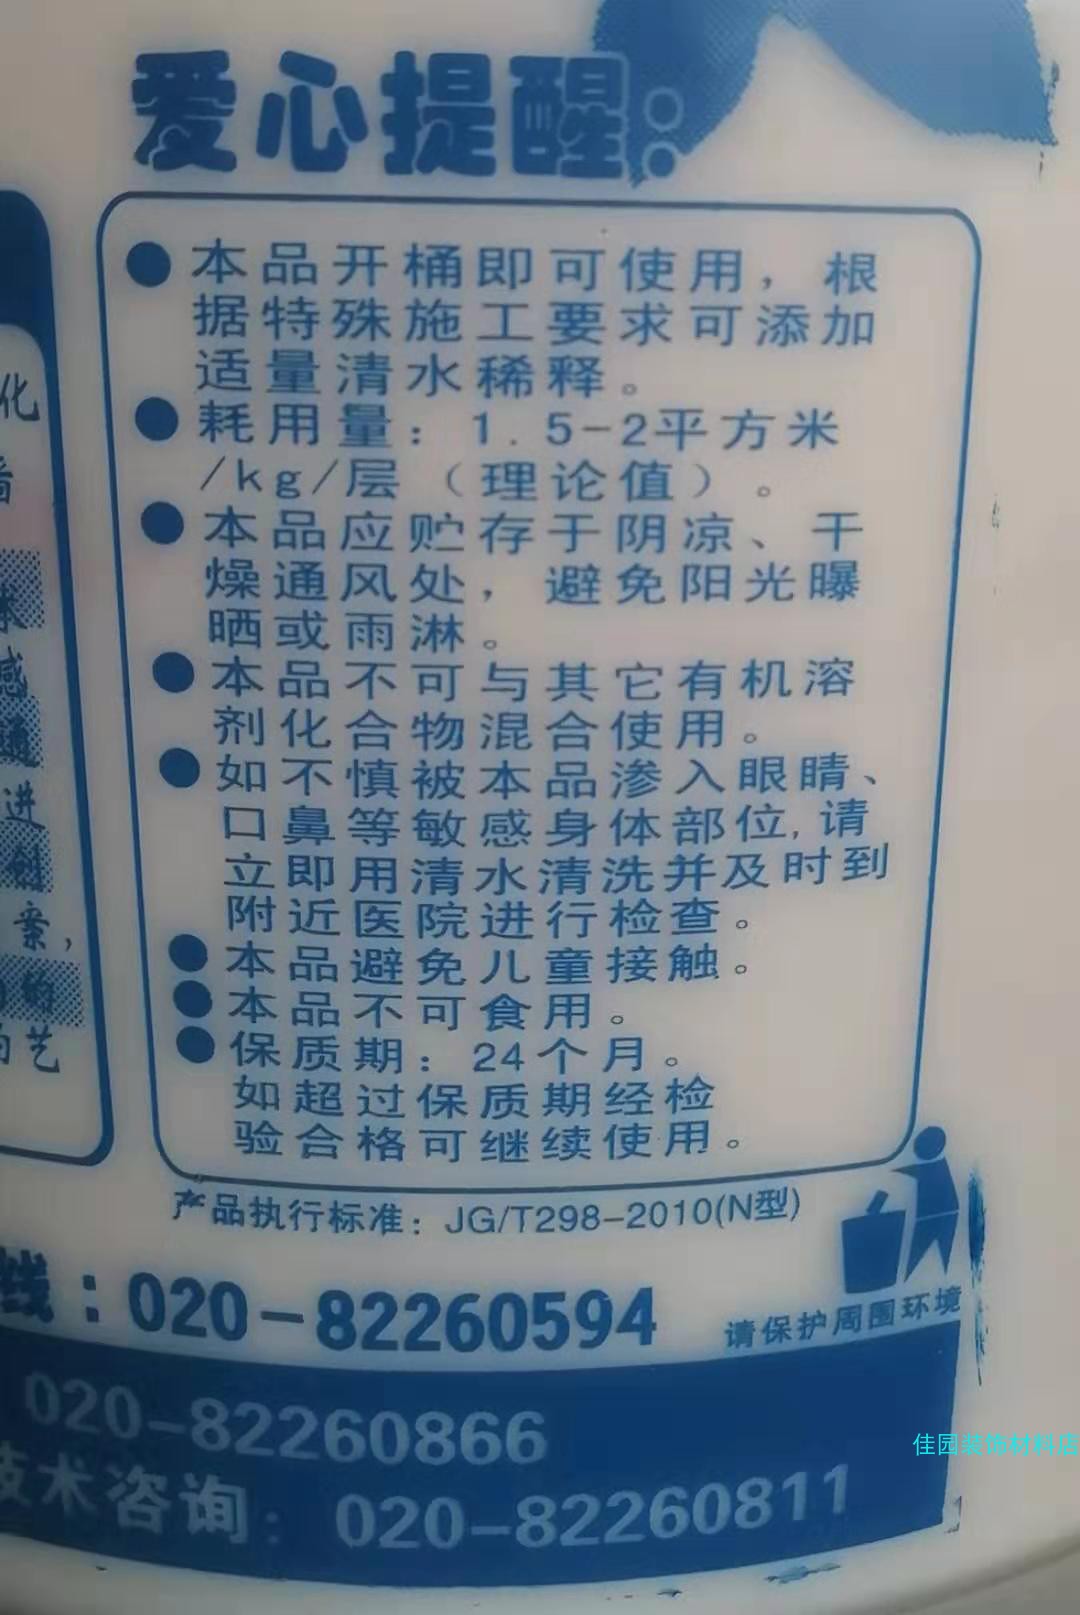 爱心提醒：
●本品开桶即可使用，根
据特殊施工要求可添加
适量清水稀释。
●耗用量：1.5-2平方米
/kg/层（理论值）。
●本品应贮存于阴凉、干
燥通风处，避免阳光曝
晒或雨淋。
●本品不可与其它有机溶
剂化合物混合使用。
●如不慎被本品渗入眼睛、
口鼻等敏感身体部位,请
立即用清水清洗并及时到
附近医院进行检查。
●本品避免儿童接触。
●本品不可食用。
●保质期：24个月。
如超过保质期经检
验合格可继续使用。
产品执行标准：JG/T298-2010(N型)
线：020-82260594
请保护周围环境
020-82260866
技术咨询：020-82260811
佳园装饰材料店
化
感
通
进
创
案，
的
艺